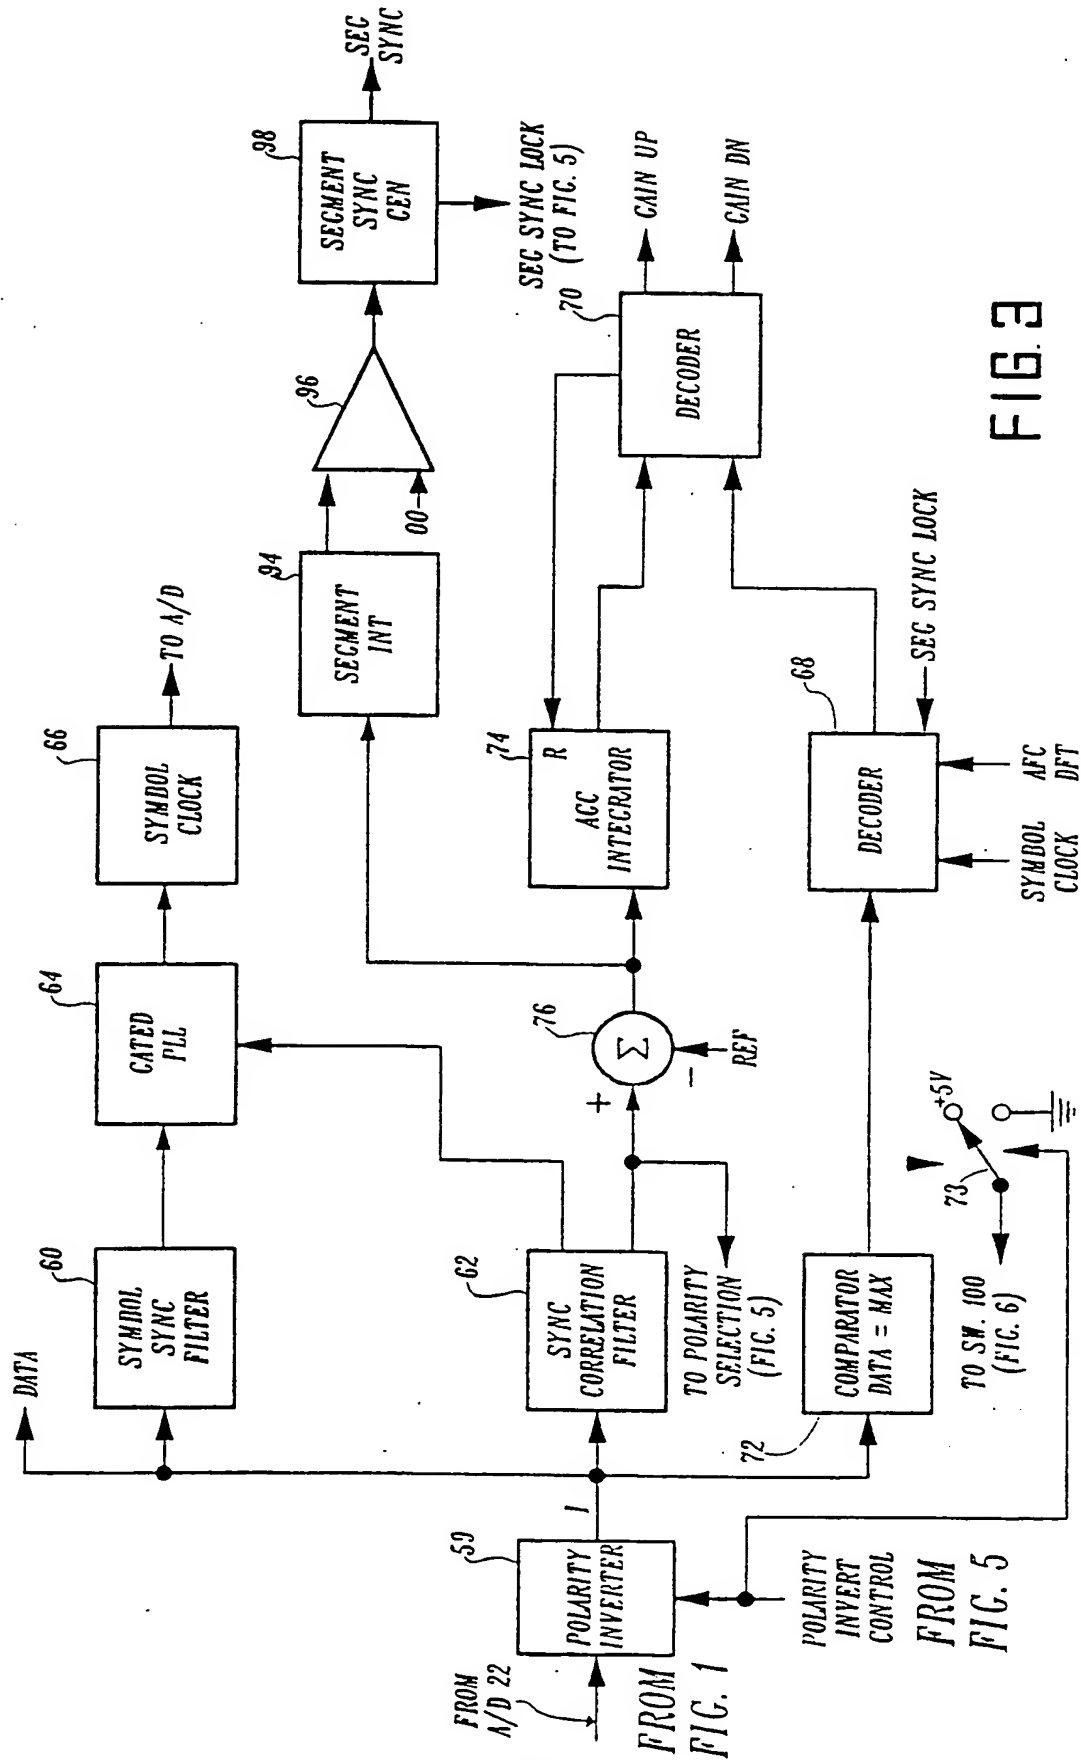 DATA
60
SYMBOL
SYNC
FILTER
64
GATED
PLL
66
SYMBOL
CLOCK
TO A/D
94
SEGMENT
INT
00
96
98
SEGMENT
SYNC
GEN
SEG
SYNC
SEG SYNC LOCK
(TO FIG. 5)
FROM
A/D 22
FROM
FIG. 1
59
POLARITY
INVERTER
I
62
SYNC
CORRELATION
FILTER
TO POLARITY
SELECTION
(FIG. 5)
+
76
Σ
−
REF
74
R
AGC
INTEGRATOR
70
DECODER
GAIN UP
GAIN DN
POLARITY
INVERT
CONTROL
FROM
FIG. 5
72
COMPARATOR
DATA = MAX
68
DECODER
SYMBOL
CLOCK
AFC
DFT
SEG SYNC LOCK
73
+5V
TO SW. 100
(FIG. 6)
FIG. 3